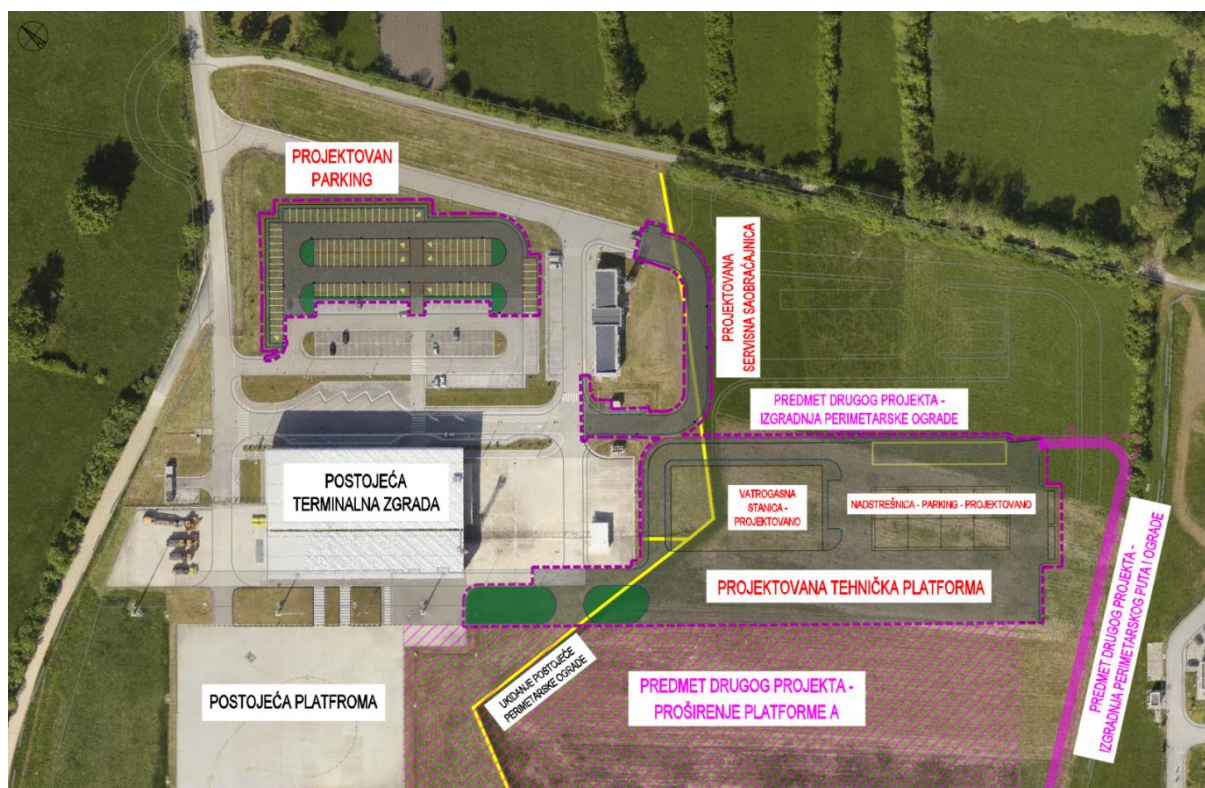 PROJEKTOVAN
PARKING
PROJEKTOVANA
SERVISNA SAOBRAĆAJNICA
PREDMET DRUGOG PROJEKTA -
IZGRADNJA PERIMETARSKE OGRADE
POSTOJEĆA
TERMINALNA ZGRADA
VATROGASNA
STANICA -
PROJEKTOVANO
NADSTREŠNICA - PARKING - PROJEKTOVANO
PROJEKTOVANA TEHNIČKA PLATFORMA
PREDMET DRUGOG PROJEKTA -
IZGRADNJA PERIMETARSKOG PUTA I OGRADE
UKIDANJE POSTOJEĆE
PERIMETARSKE OGRADE
POSTOJEĆA PLATFROMA
PREDMET DRUGOG PROJEKTA -
PROŠIRENJE PLATFORME A